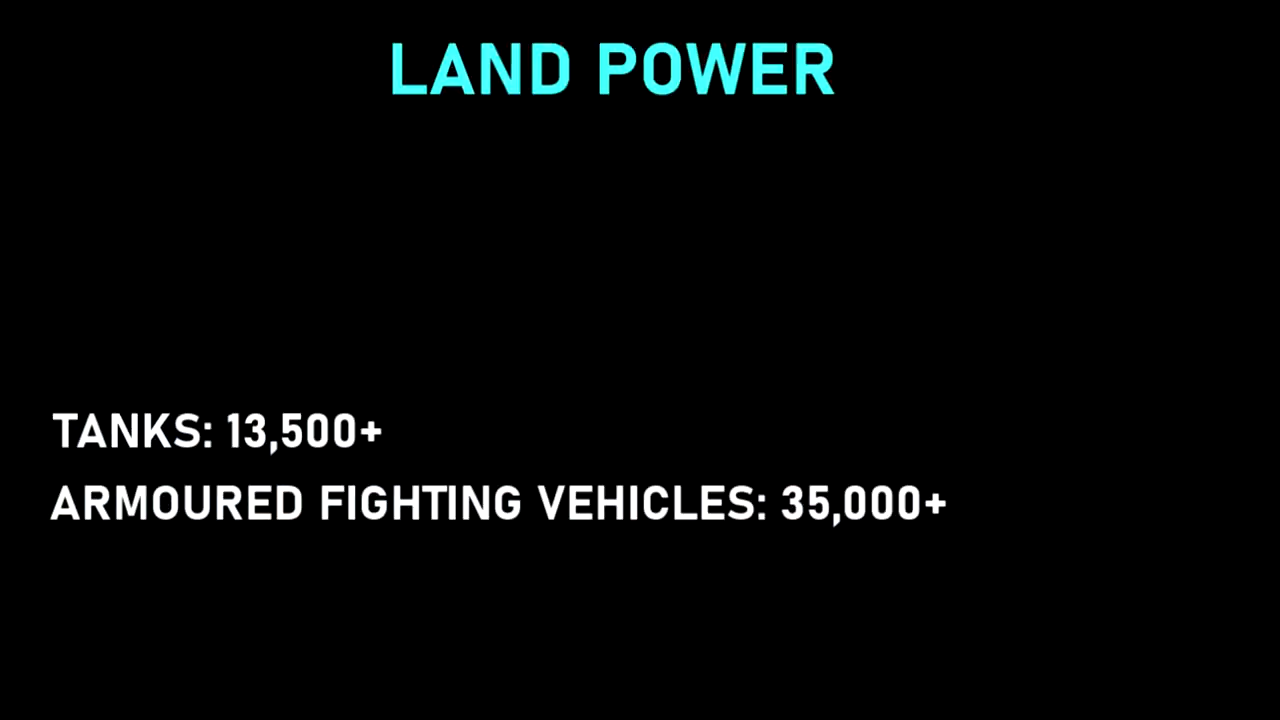 LAND POWER
TANKS: 13,500+
ARMOURED FIGHTING VEHICLES: 35,000+